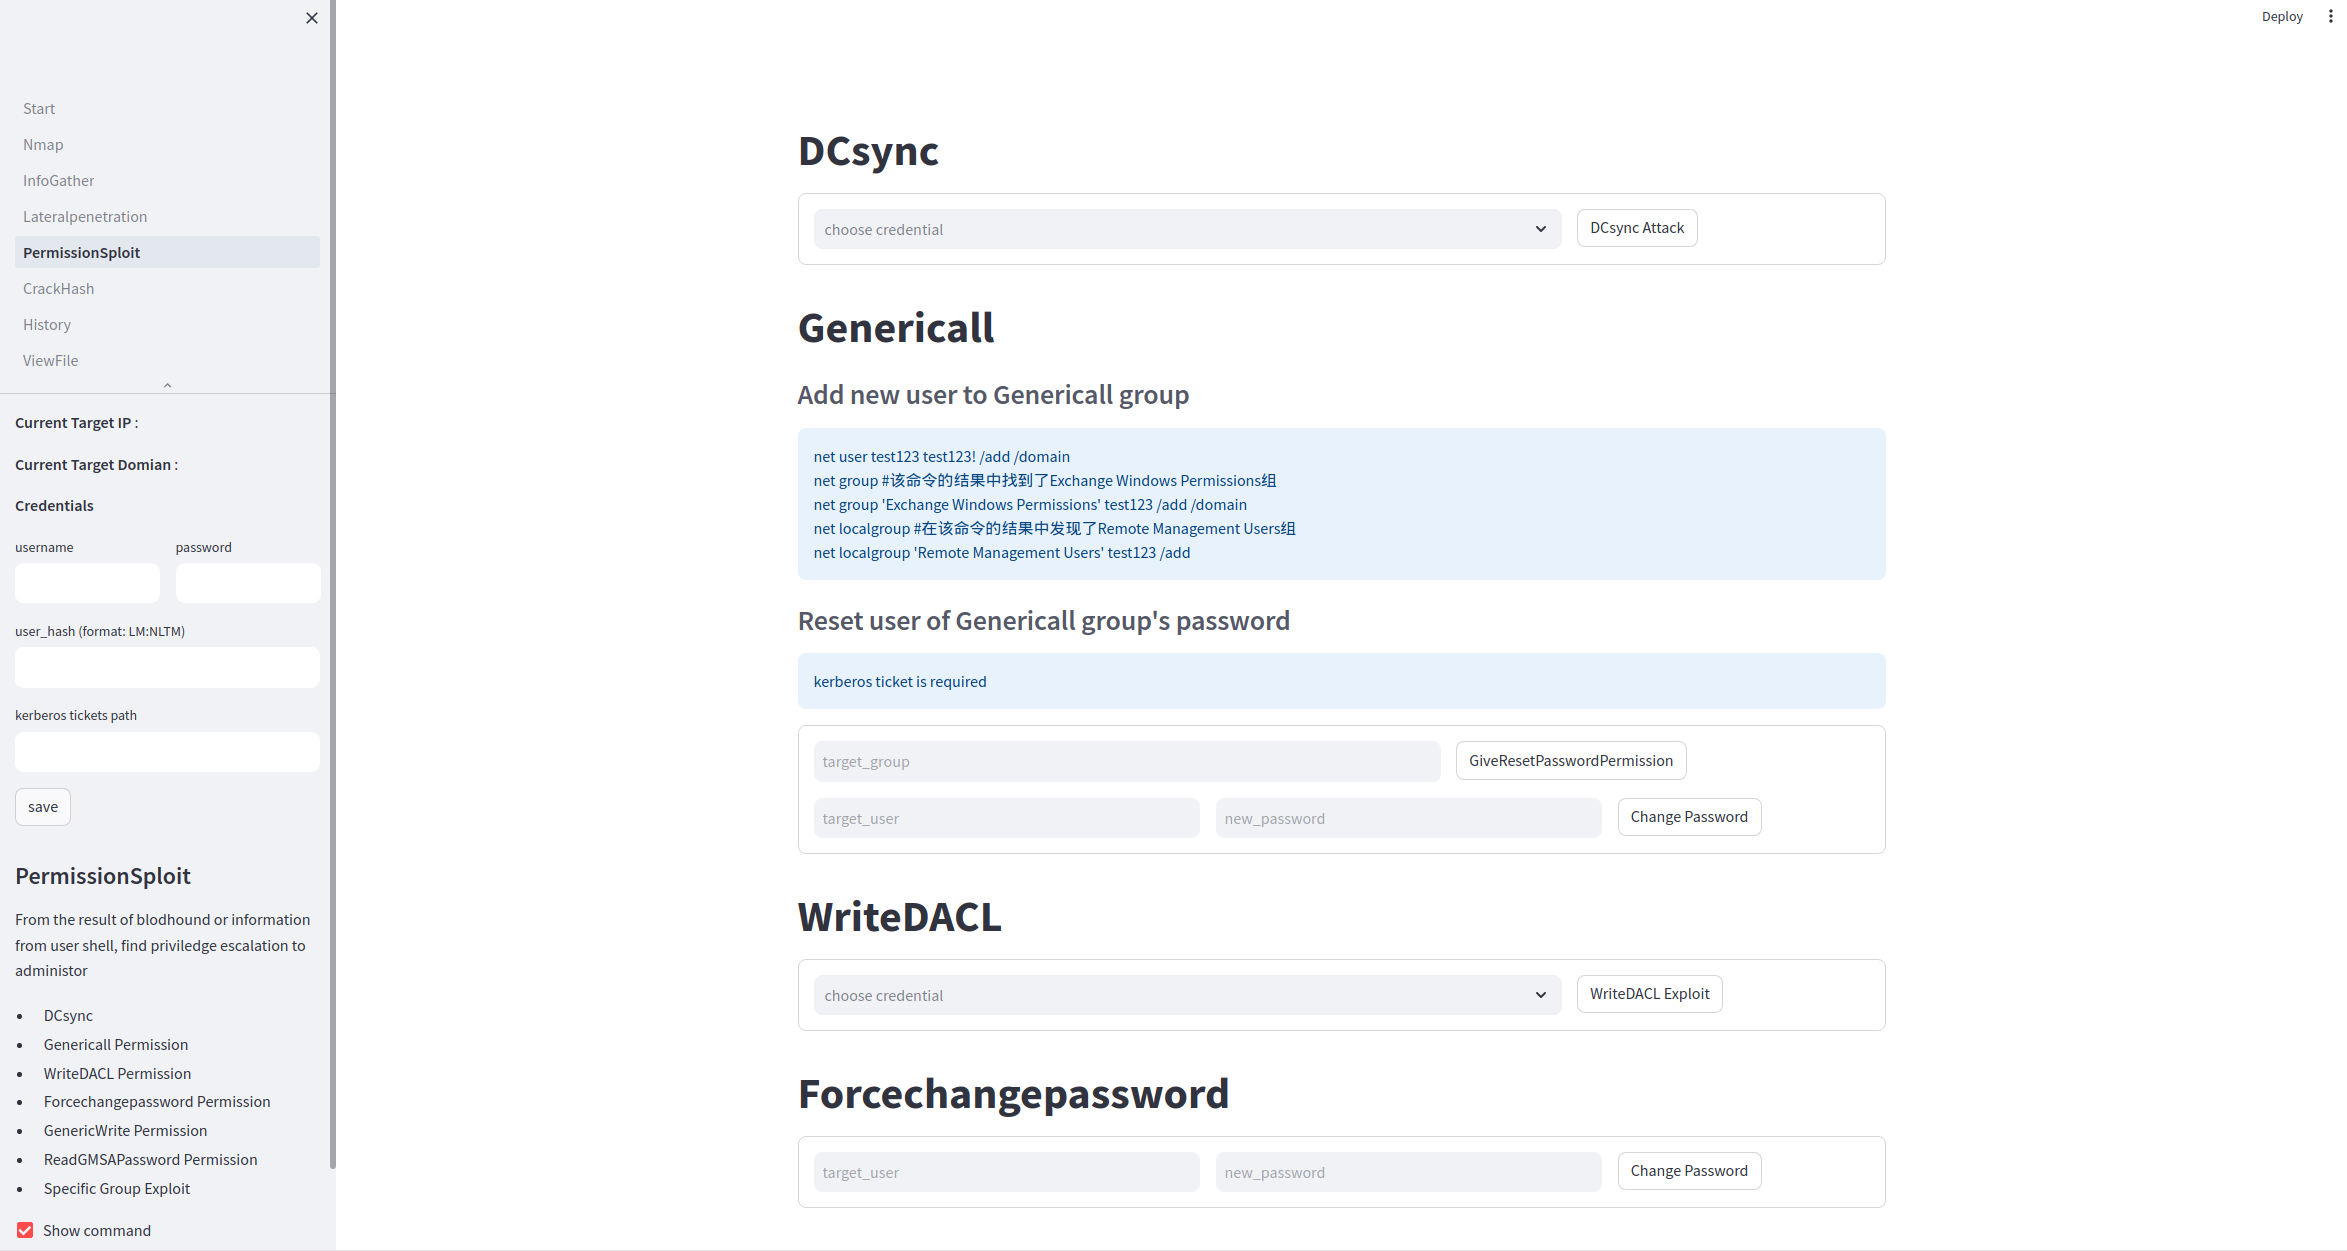 Deploy
Start
Nmap
InfoGather
Lateralpenetration
PermissionSploit
CrackHash
History
ViewFile
Current Target IP :
Current Target Domian :
Credentials
username password
user_hash (format: LM:NLTM)
kerberos tickets path
save
PermissionSploit
From the result of blodhound or information
from user shell, find priviledge escalation to
administor
DCsync
Genericall Permission
WriteDACL Permission
Forcechangepassword Permission
GenericWrite Permission
ReadGMSAPassword Permission
Specific Group Exploit
Show command
DCsync
choose credential DCsync Attack
Genericall
Add new user to Genericall group
net user test123 test123! /add /domain
net group #该命令的结果中找到了Exchange Windows Permissions组
net group 'Exchange Windows Permissions' test123 /add /domain
net localgroup #在该命令的结果中发现了Remote Management Users组
net localgroup 'Remote Management Users' test123 /add
Reset user of Genericall group's password
kerberos ticket is required
target_group GiveResetPasswordPermission
target_user new_password Change Password
WriteDACL
choose credential WriteDACL Exploit
Forcechangepassword
target_user new_password Change Password